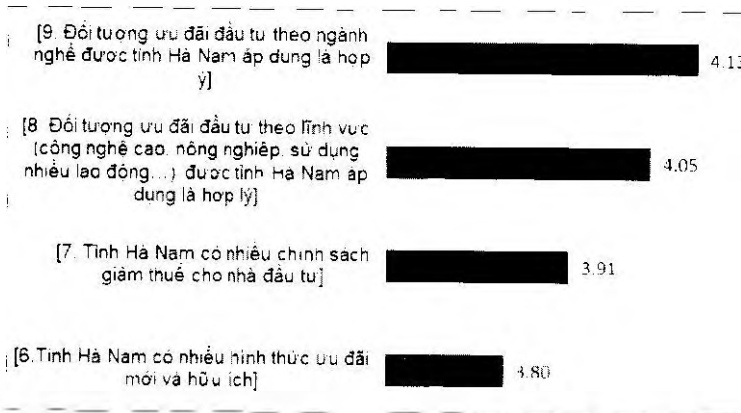 [9. Đối tượng ưu đãi đầu tư theo ngành
nghề được tỉnh Hà Nam áp dụng là hợp
ý]
4.13
[8 Đối tượng ưu đãi đầu tư theo lĩnh vực
(công nghệ cao, nông nghiệp, sử dụng
nhiều lao động...) được tỉnh Hà Nam áp
dụng là hợp lý]
4.05
[7. Tỉnh Hà Nam có nhiều chính sách
giảm thuế cho nhà đầu tư]
3.91
[6.Tỉnh Hà Nam có nhiều hình thức ưu đãi
mới và hữu ích]
3.80